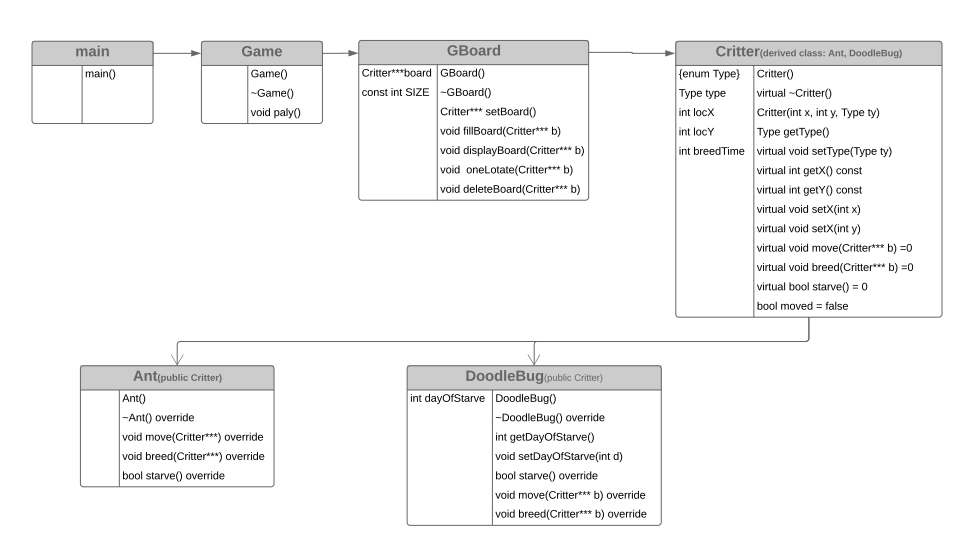 main
main()
Game
Game()
~Game()
void paly()
GBoard
Critter***board
const int SIZE
GBoard()
~GBoard()
Critter*** setBoard()
void fillBoard(Critter*** b)
void displayBoard(Critter*** b)
void oneLotate(Critter*** b)
void deleteBoard(Critter*** b)
Critter(derived class: Ant, DoodleBug)
{enum Type}
Type type
int locX
int locY
int breedTime
Critter()
virtual ~Critter()
Critter(int x, int y, Type ty)
Type getType()
virtual void setType(Type ty)
virtual int getX() const
virtual int getY() const
virtual void setX(int x)
virtual void setX(int y)
virtual void move(Critter*** b) =0
virtual void breed(Critter*** b) =0
virtual bool starve() = 0
bool moved = false
Ant(public Critter)
Ant()
~Ant() override
void move(Critter***) override
void breed(Critter***) override
bool starve() override
DoodleBug(public Critter)
int dayOfStarve
DoodleBug()
~DoodleBug() override
int getDayOfStarve()
void setDayOfStarve(int d)
bool starve() override
void move(Critter*** b) override
void breed(Critter*** b) override